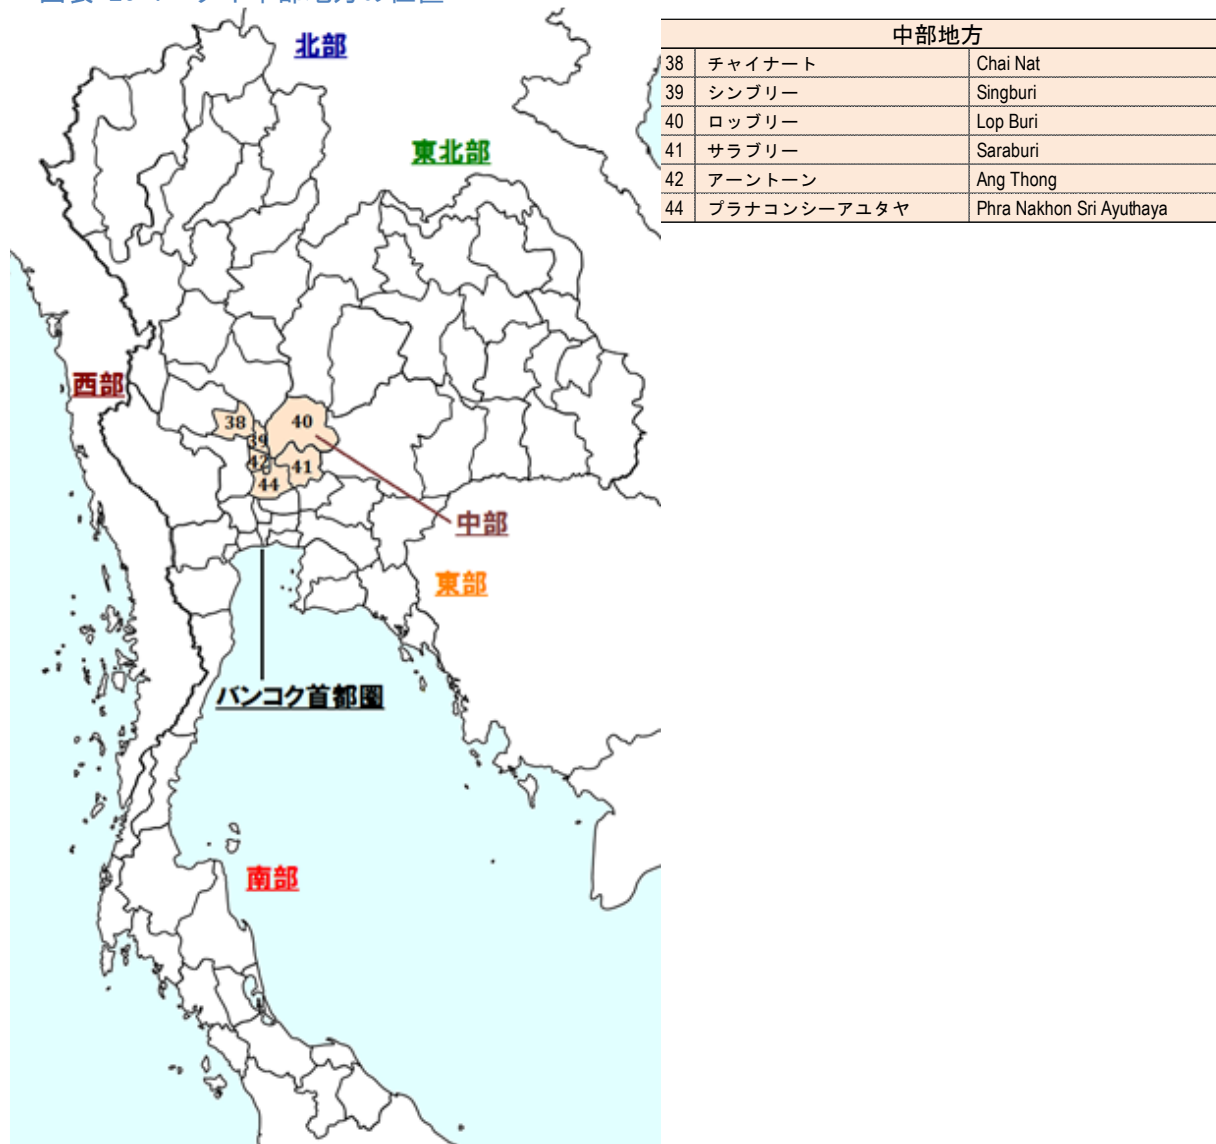 北部
東北部
西部
38
39
40
41
42
44
中部
東部
バンコク首都圏
南部
中部地方
38 チャイナート Chai Nat
39 シンブリー Singburi
40 ロッブリー Lop Buri
41 サラブリー Saraburi
42 アーントーン Ang Thong
44 プラナコンシーアユタヤ Phra Nakhon Sri Ayuthaya